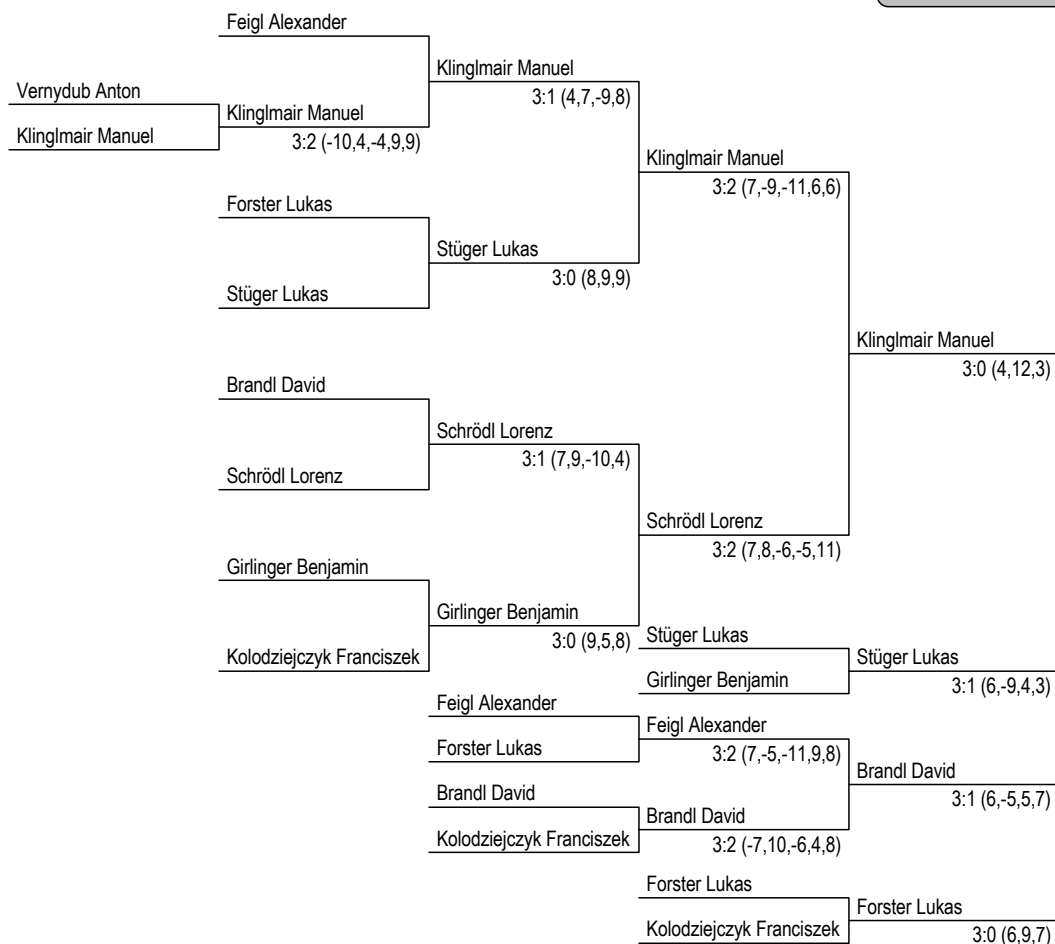 Feigl Alexander
Klinglmair Manuel
Vernydub Anton
3:1 (4,7,-9,8)
Klinglmair Manuel
Klinglmair Manuel
3:2 (-10,4,-4,9,9)
Klinglmair Manuel
3:2 (7,-9,-11,6,6)
Forster Lukas
Stüger Lukas
3:0 (8,9,9)
Stüger Lukas
Klinglmair Manuel
3:0 (4,12,3)
Brandl David
Schrödl Lorenz
3:1 (7,9,-10,4)
Schrödl Lorenz
Schrödl Lorenz
3:2 (7,8,-6,-5,11)
Girlinger Benjamin
Girlinger Benjamin
3:0 (9,5,8)
Stüger Lukas
Kolodziejczyk Franciszek
Stüger Lukas
Girlinger Benjamin
3:1 (6,-9,4,3)
Feigl Alexander
Feigl Alexander
Forster Lukas
3:2 (7,-5,-11,9,8)
Brandl David
Brandl David
3:1 (6,-5,5,7)
Brandl David
Kolodziejczyk Franciszek
3:2 (-7,10,-6,4,8)
Forster Lukas
Forster Lukas
Kolodziejczyk Franciszek
3:0 (6,9,7)